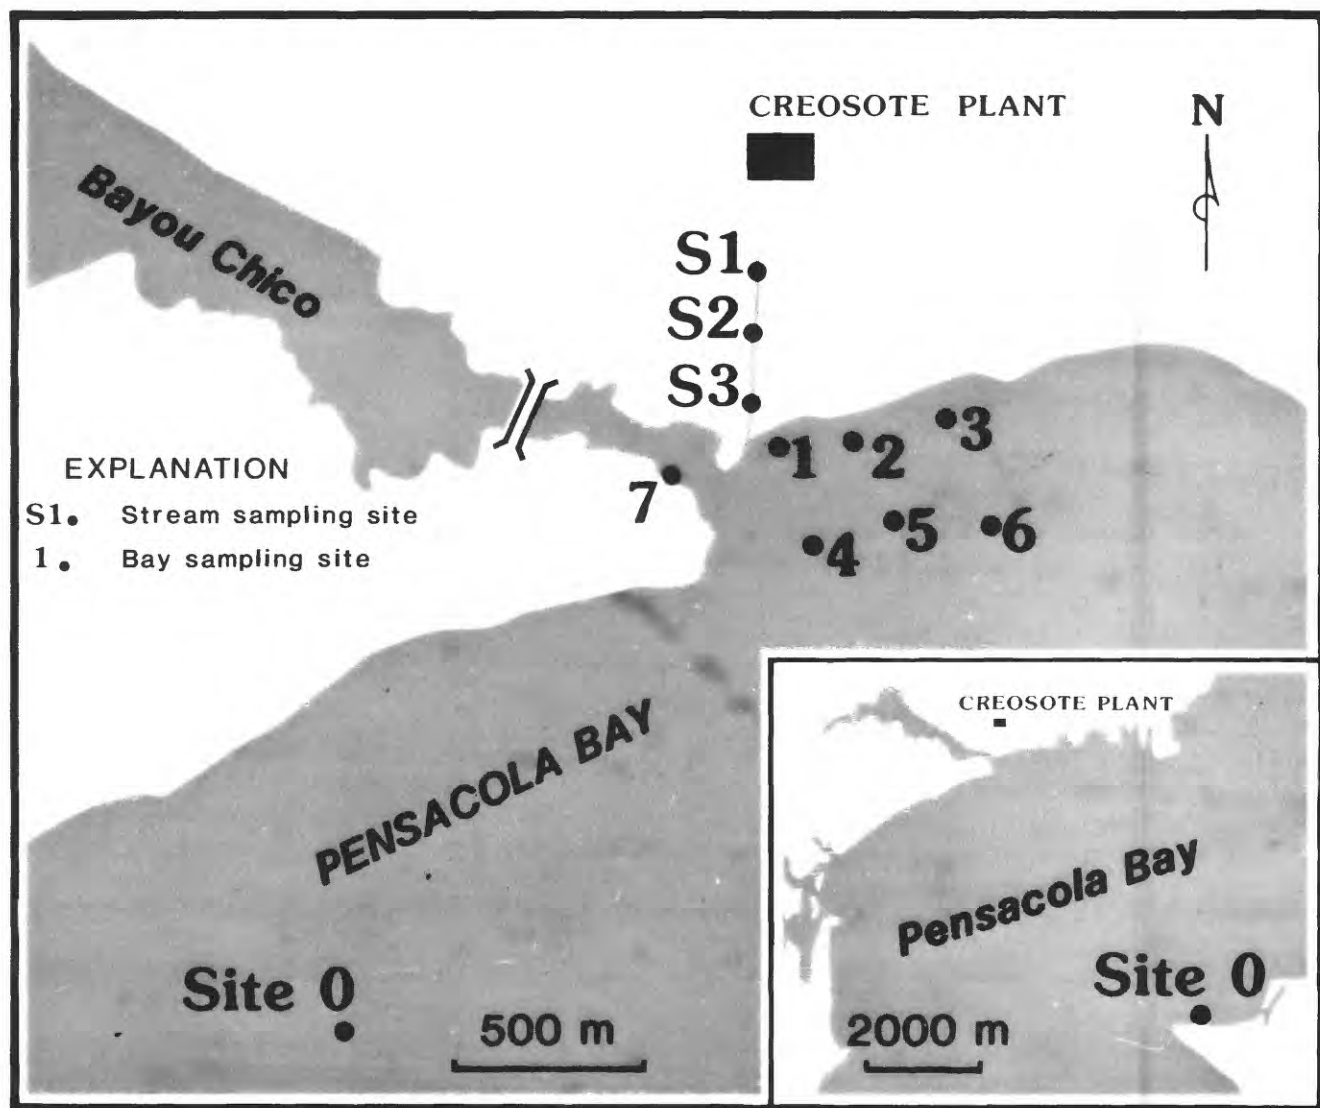 CREOSOTE PLANT
N
Bayou Chico
S1
S2
S3
1
2
3
7
4
5
6
EXPLANATION
S1. Stream sampling site
1. Bay sampling site
PENSACOLA BAY
Site 0
500 m
CREOSOTE PLANT
Pensacola Bay
Site 0
2000 m